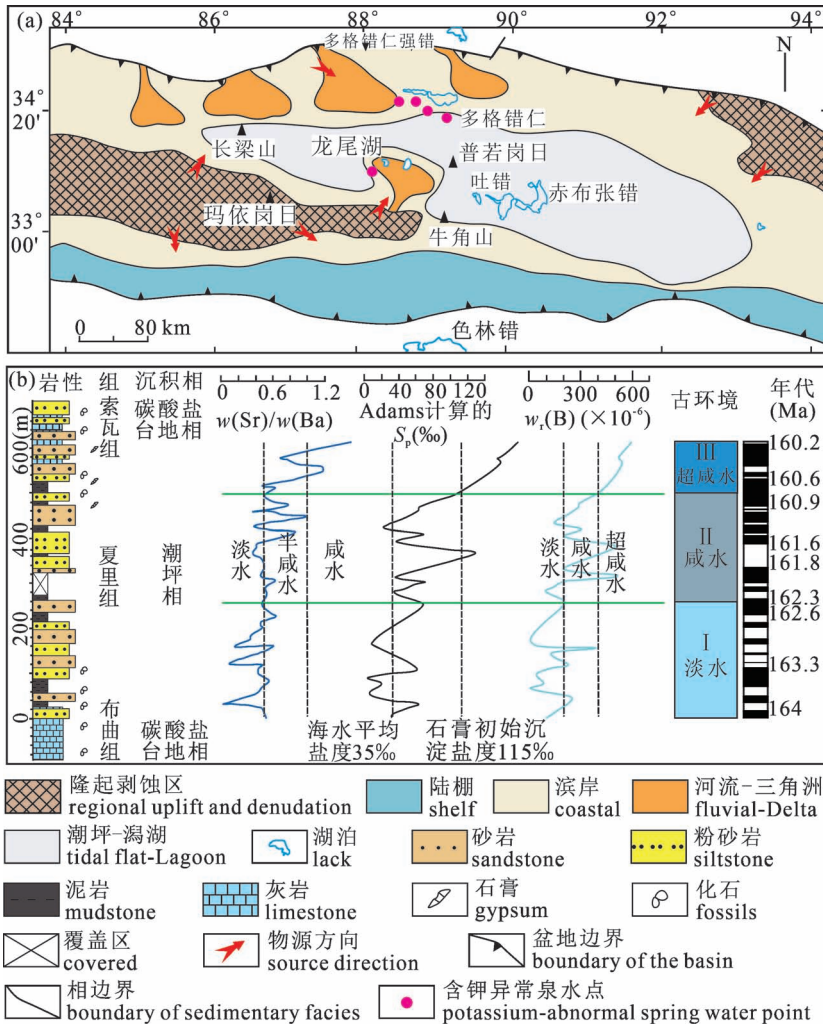 (a)
84° 86° 88° 90° 92° 94°
多格错仁强错
N
34°
20'
多格错仁
长梁山
龙尾湖
普若岗日
吐错
赤布张错
玛依岗日
33°
00'
牛角山
0 80 km
色林错
(b)
岩性 组 沉积相
0 0.6 1.2
w(Sr)/w(Ba)
0 40 80 120
Adams计算的
Sp(‰)
0 300 600
wr(B) (×10-6)
古环境
年代
(Ma)
索瓦组
碳酸盐
台地相
夏里组
潮坪相
布曲组
碳酸盐
台地相
600(m)
400
200
0
淡水
半咸水
咸水
淡水
咸水
超咸水
海水平均
盐度35‰
石膏初始沉
淀盐度115‰
III
超咸水
II
咸水
I
淡水
160.2
160.6
160.9
161.6
161.8
162.3
162.6
163.3
164
隆起剥蚀区
regional uplift and denudation
陆棚
shelf
滨岸
coastal
河流-三角洲
fluvial-Delta
潮坪-潟湖
tidal flat-Lagoon
湖泊
lack
砂岩
sandstone
粉砂岩
siltstone
泥岩
mudstone
灰岩
limestone
石膏
gypsum
化石
fossils
覆盖区
covered
物源方向
source direction
盆地边界
boundary of the basin
相边界
boundary of sedimentary facies
含钾异常泉水点
potassium-abnormal spring water point